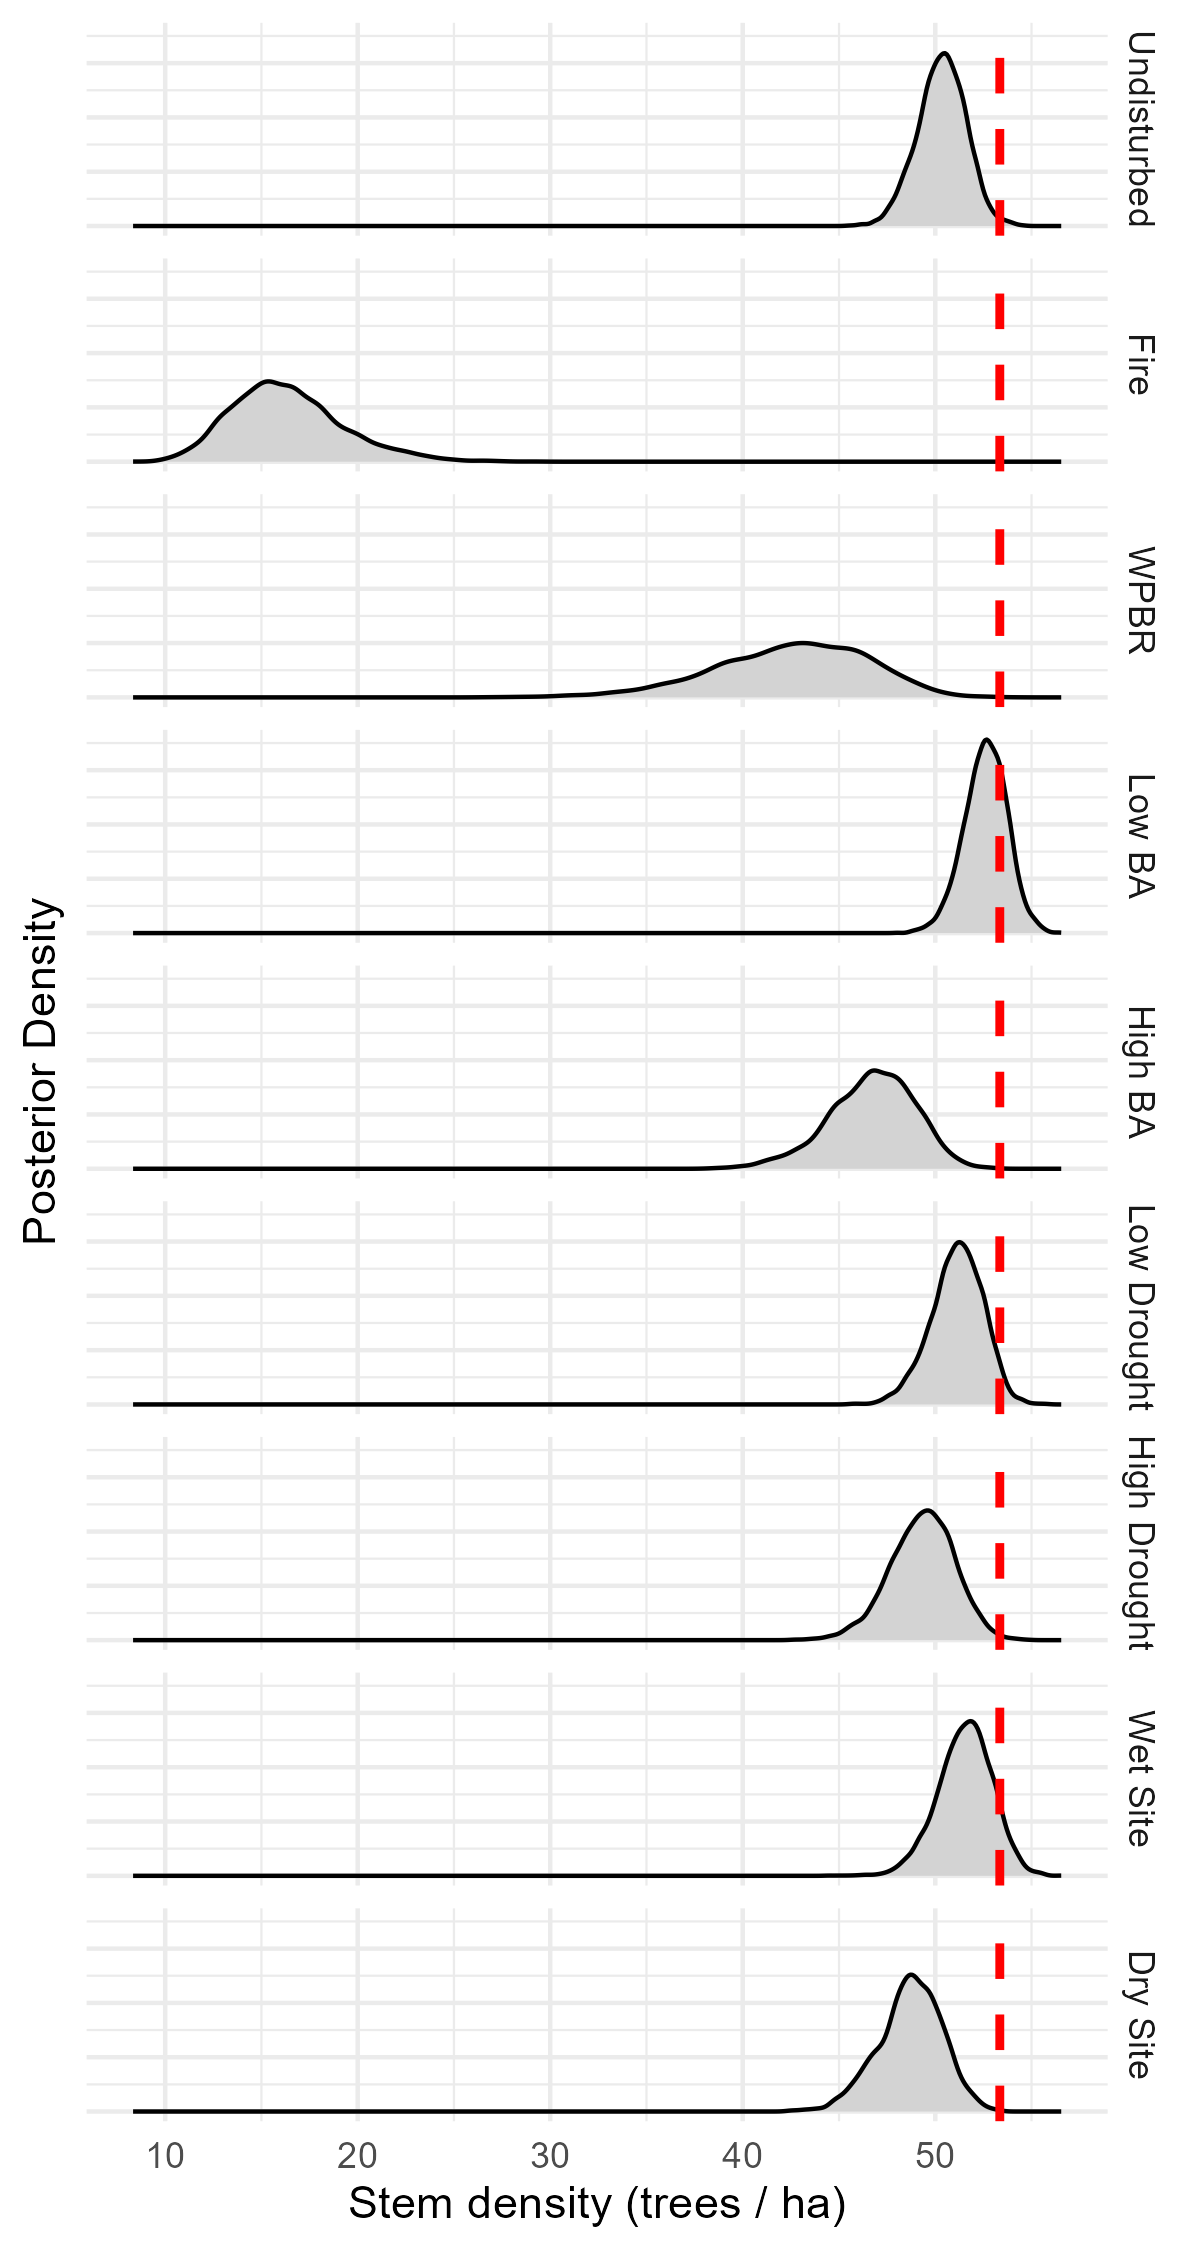 Undisturbed
Fire
WPBR
Low BA
High BA
Low Drought
High Drought
Wet Site
Dry Site
Posterior Density
10 20 30 40 50
Stem density (trees / ha)